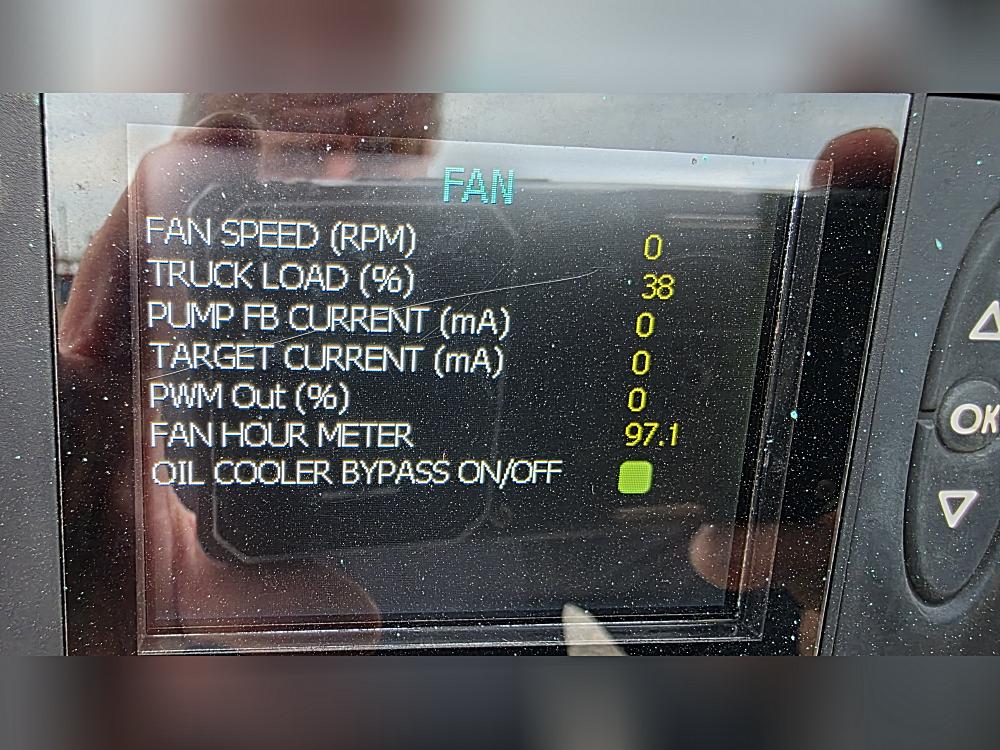 FAN
FAN SPEED (RPM) 0
TRUCK LOAD (%) 38
PUMP FB CURRENT (mA) 0
TARGET CURRENT (mA) 0
PWM Out (%) 0
FAN HOUR METER 97.1
OIL COOLER BYPASS ON/OFF
OK